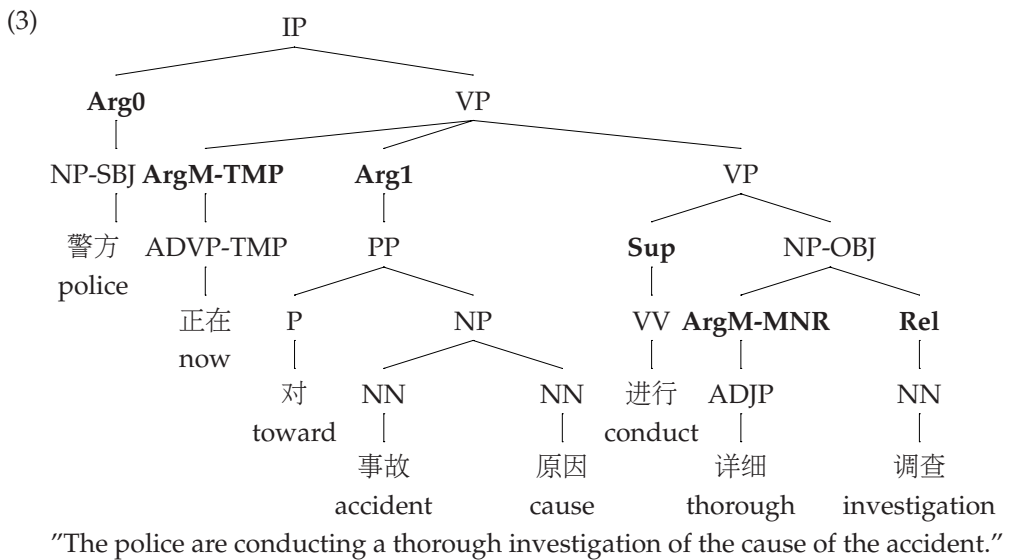 (3)
IP
Arg0 VP
NP-SBJ ArgM-TMP Arg1 VP
警方 ADVP-TMP PP Sup NP-OBJ
police
正在 P NP VV ArgM-MNR Rel
now
对 NN NN 进行 ADJP NN
toward conduct
事故 原因 详细 调查
accident cause thorough investigation
"The police are conducting a thorough investigation of the cause of the accident."